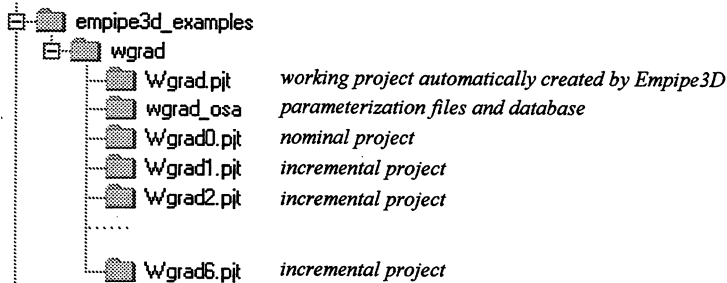 empipe3d_examples
wgrad
Wgrad.pjt working project automatically created by Empipe3D
wgrad_osa parameterization files and database
Wgrad0.pjt nominal project
Wgrad1.pjt incremental project
Wgrad2.pjt incremental project
......
Wgrad6.pjt incremental project